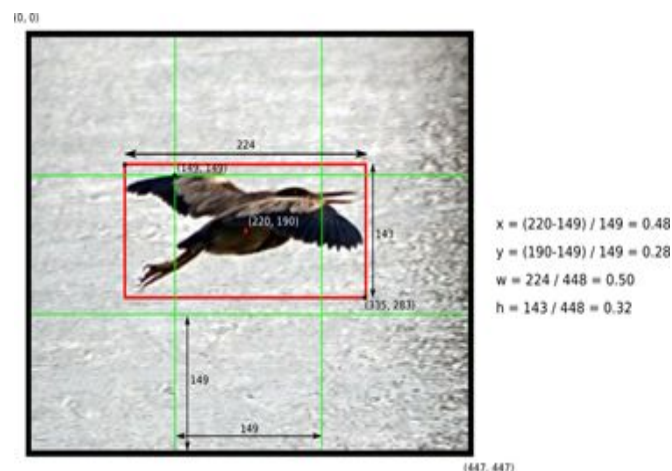 (0, 0)
224
(149, 149)
(220, 190)
143
(335, 283)
149
149
(447, 447)
x = (220-149) / 149 = 0.48
y = (190-149) / 149 = 0.28
w = 224 / 448 = 0.50
h = 143 / 448 = 0.32